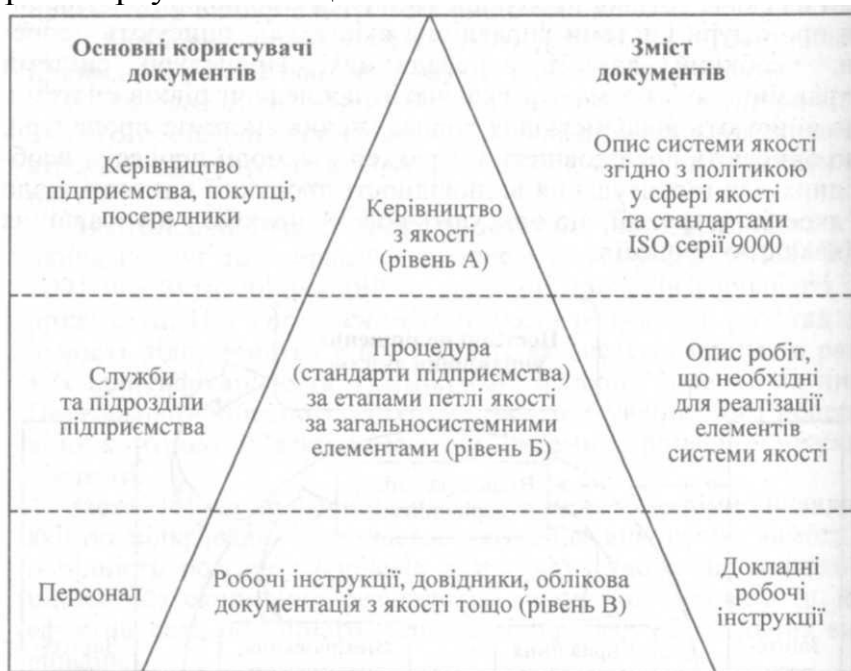 Основні користувачі
документів
Зміст
документів
Керівництво
підприємства, покупці,
посередники
Керівництво
з якості
(рівень А)
Опис системи якості
згідно з політикою
у сфері якості
та стандартами
ISO серії 9000
Служби
та підрозділи
підприємства
Процедура
(стандарти підприємства)
за етапами петлі якості
за загальносистемними
елементами (рівень Б)
Опис робіт,
що необхідні
для реалізації
елементів
системи якості
Персонал
Робочі інструкції, довідники, облікова
документація з якості тощо (рівень В)
Докладні
робочі
інструкції